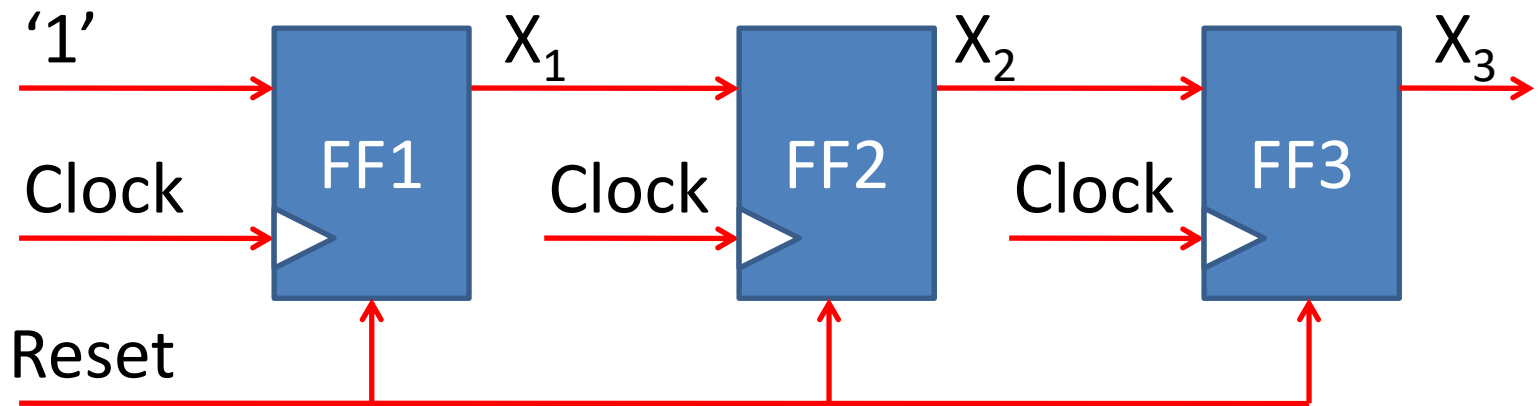 ‘1’ X₁ X₂ X₃
FF1 FF2 FF3
Clock Clock Clock
Reset